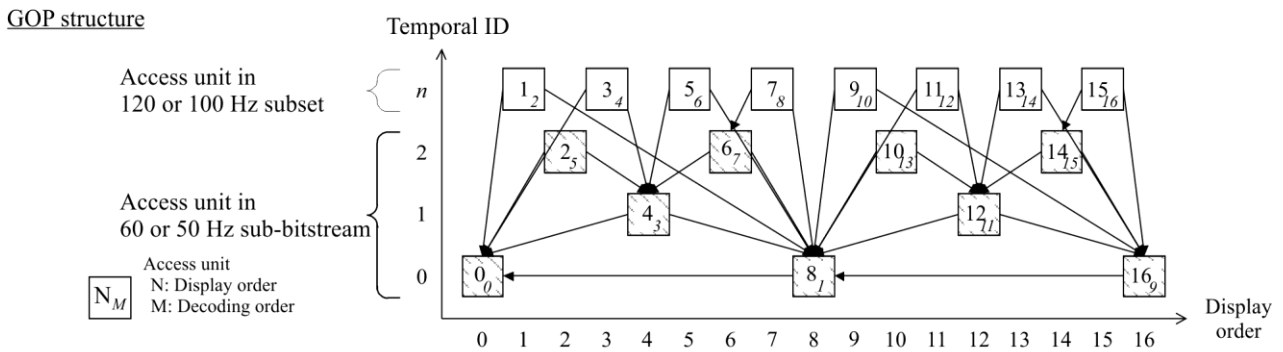 GOP structure
Temporal ID
Access unit in
120 or 100 Hz subset
n
1 2
3 4
5 6
7 8
9 10
11 12
13 14
15 16
2
2 5
6 7
10 13
14 15
Access unit in
60 or 50 Hz sub-bitstream
1
4 3
12 11
0
0 0
8 1
16 9
N M
Access unit
N: Display order
M: Decoding order
0 1 2 3 4 5 6 7 8 9 10 11 12 13 14 15 16
Display
order